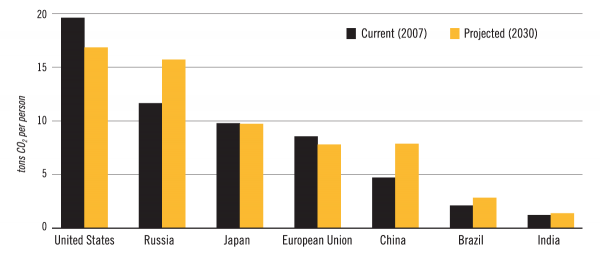 20
Current (2007) Projected (2030)
15
10
5
0
tons CO₂ per person
United States Russia Japan European Union China Brazil India